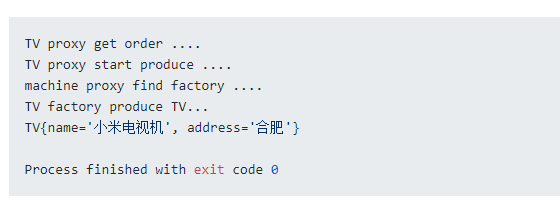 TV proxy get order ....
TV proxy start produce ....
machine proxy find factory ....
TV factory produce TV...
TV{name='小米电视机', address='合肥'}
Process finished with exit code 0